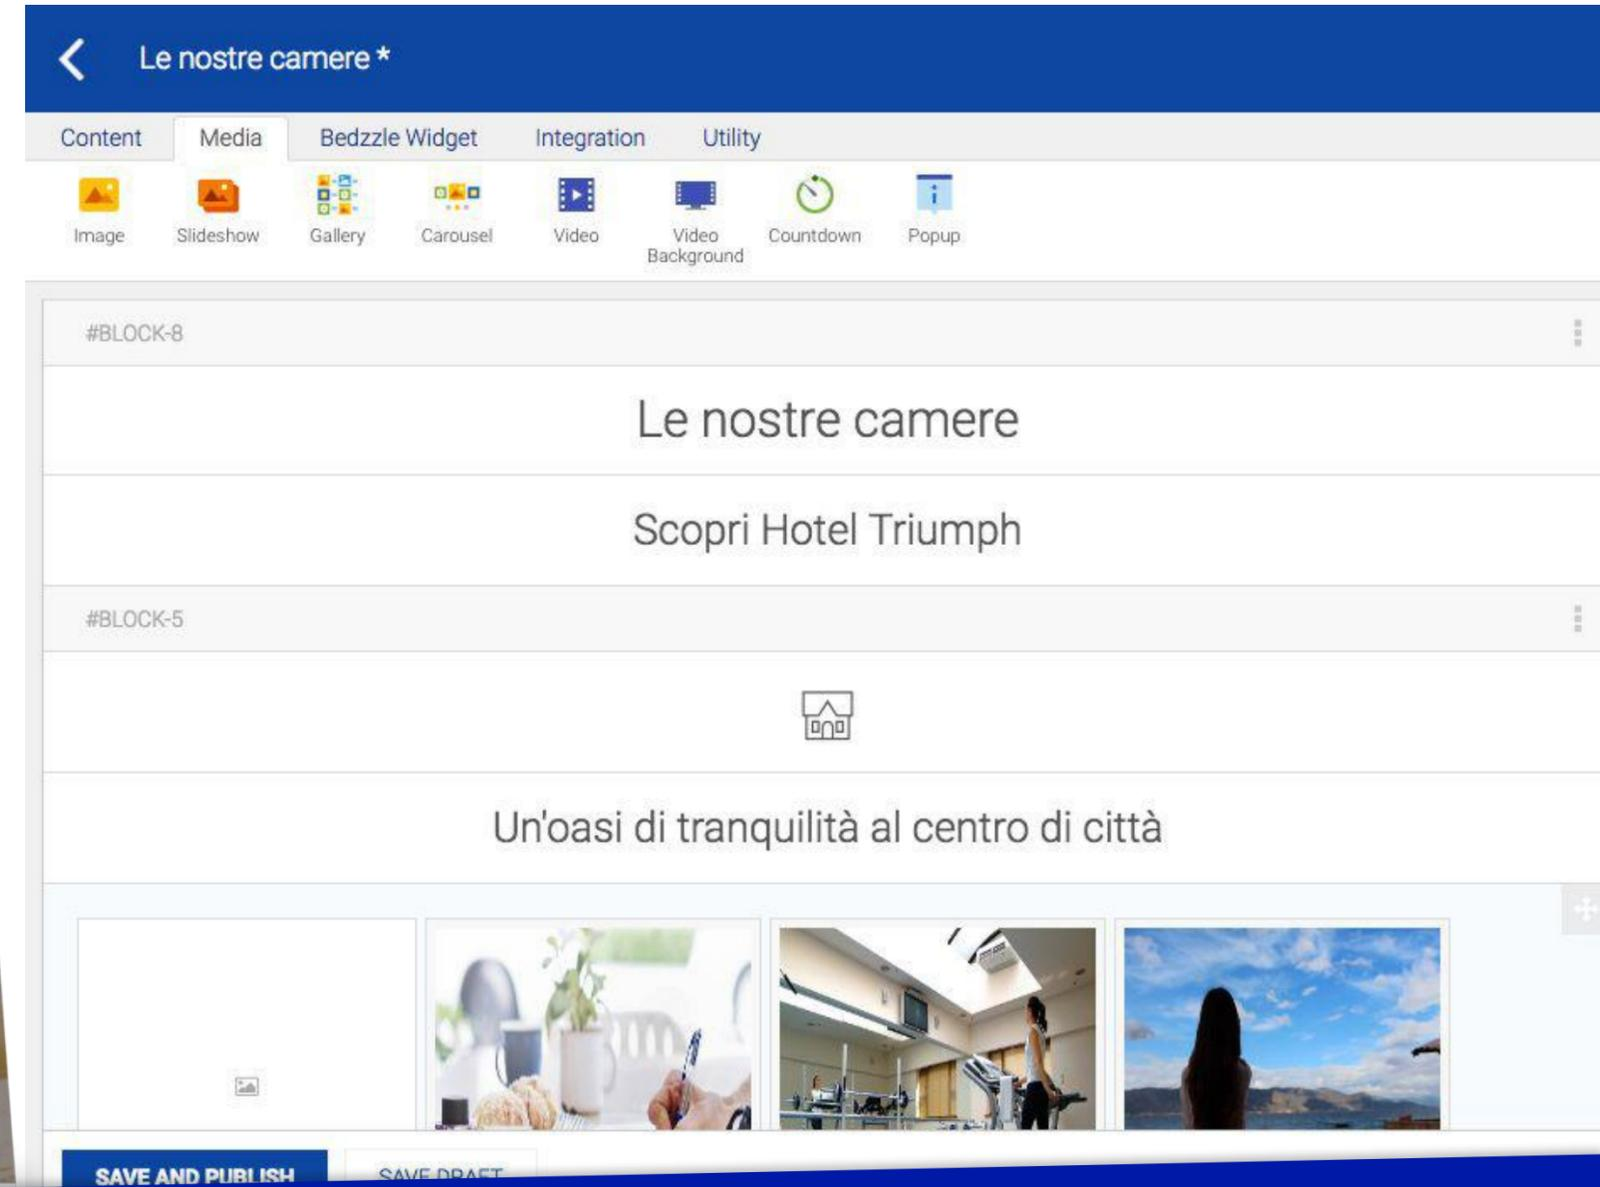 Le nostre camere *
Content Media Bedzzle Widget Integration Utility
Image Slideshow Gallery Carousel Video Video Background Countdown Popup
#BLOCK-8
Le nostre camere
Scopri Hotel Triumph
#BLOCK-5
Un'oasi di tranquilità al centro di città
SAVE AND PUBLISH SAVE DRAFT